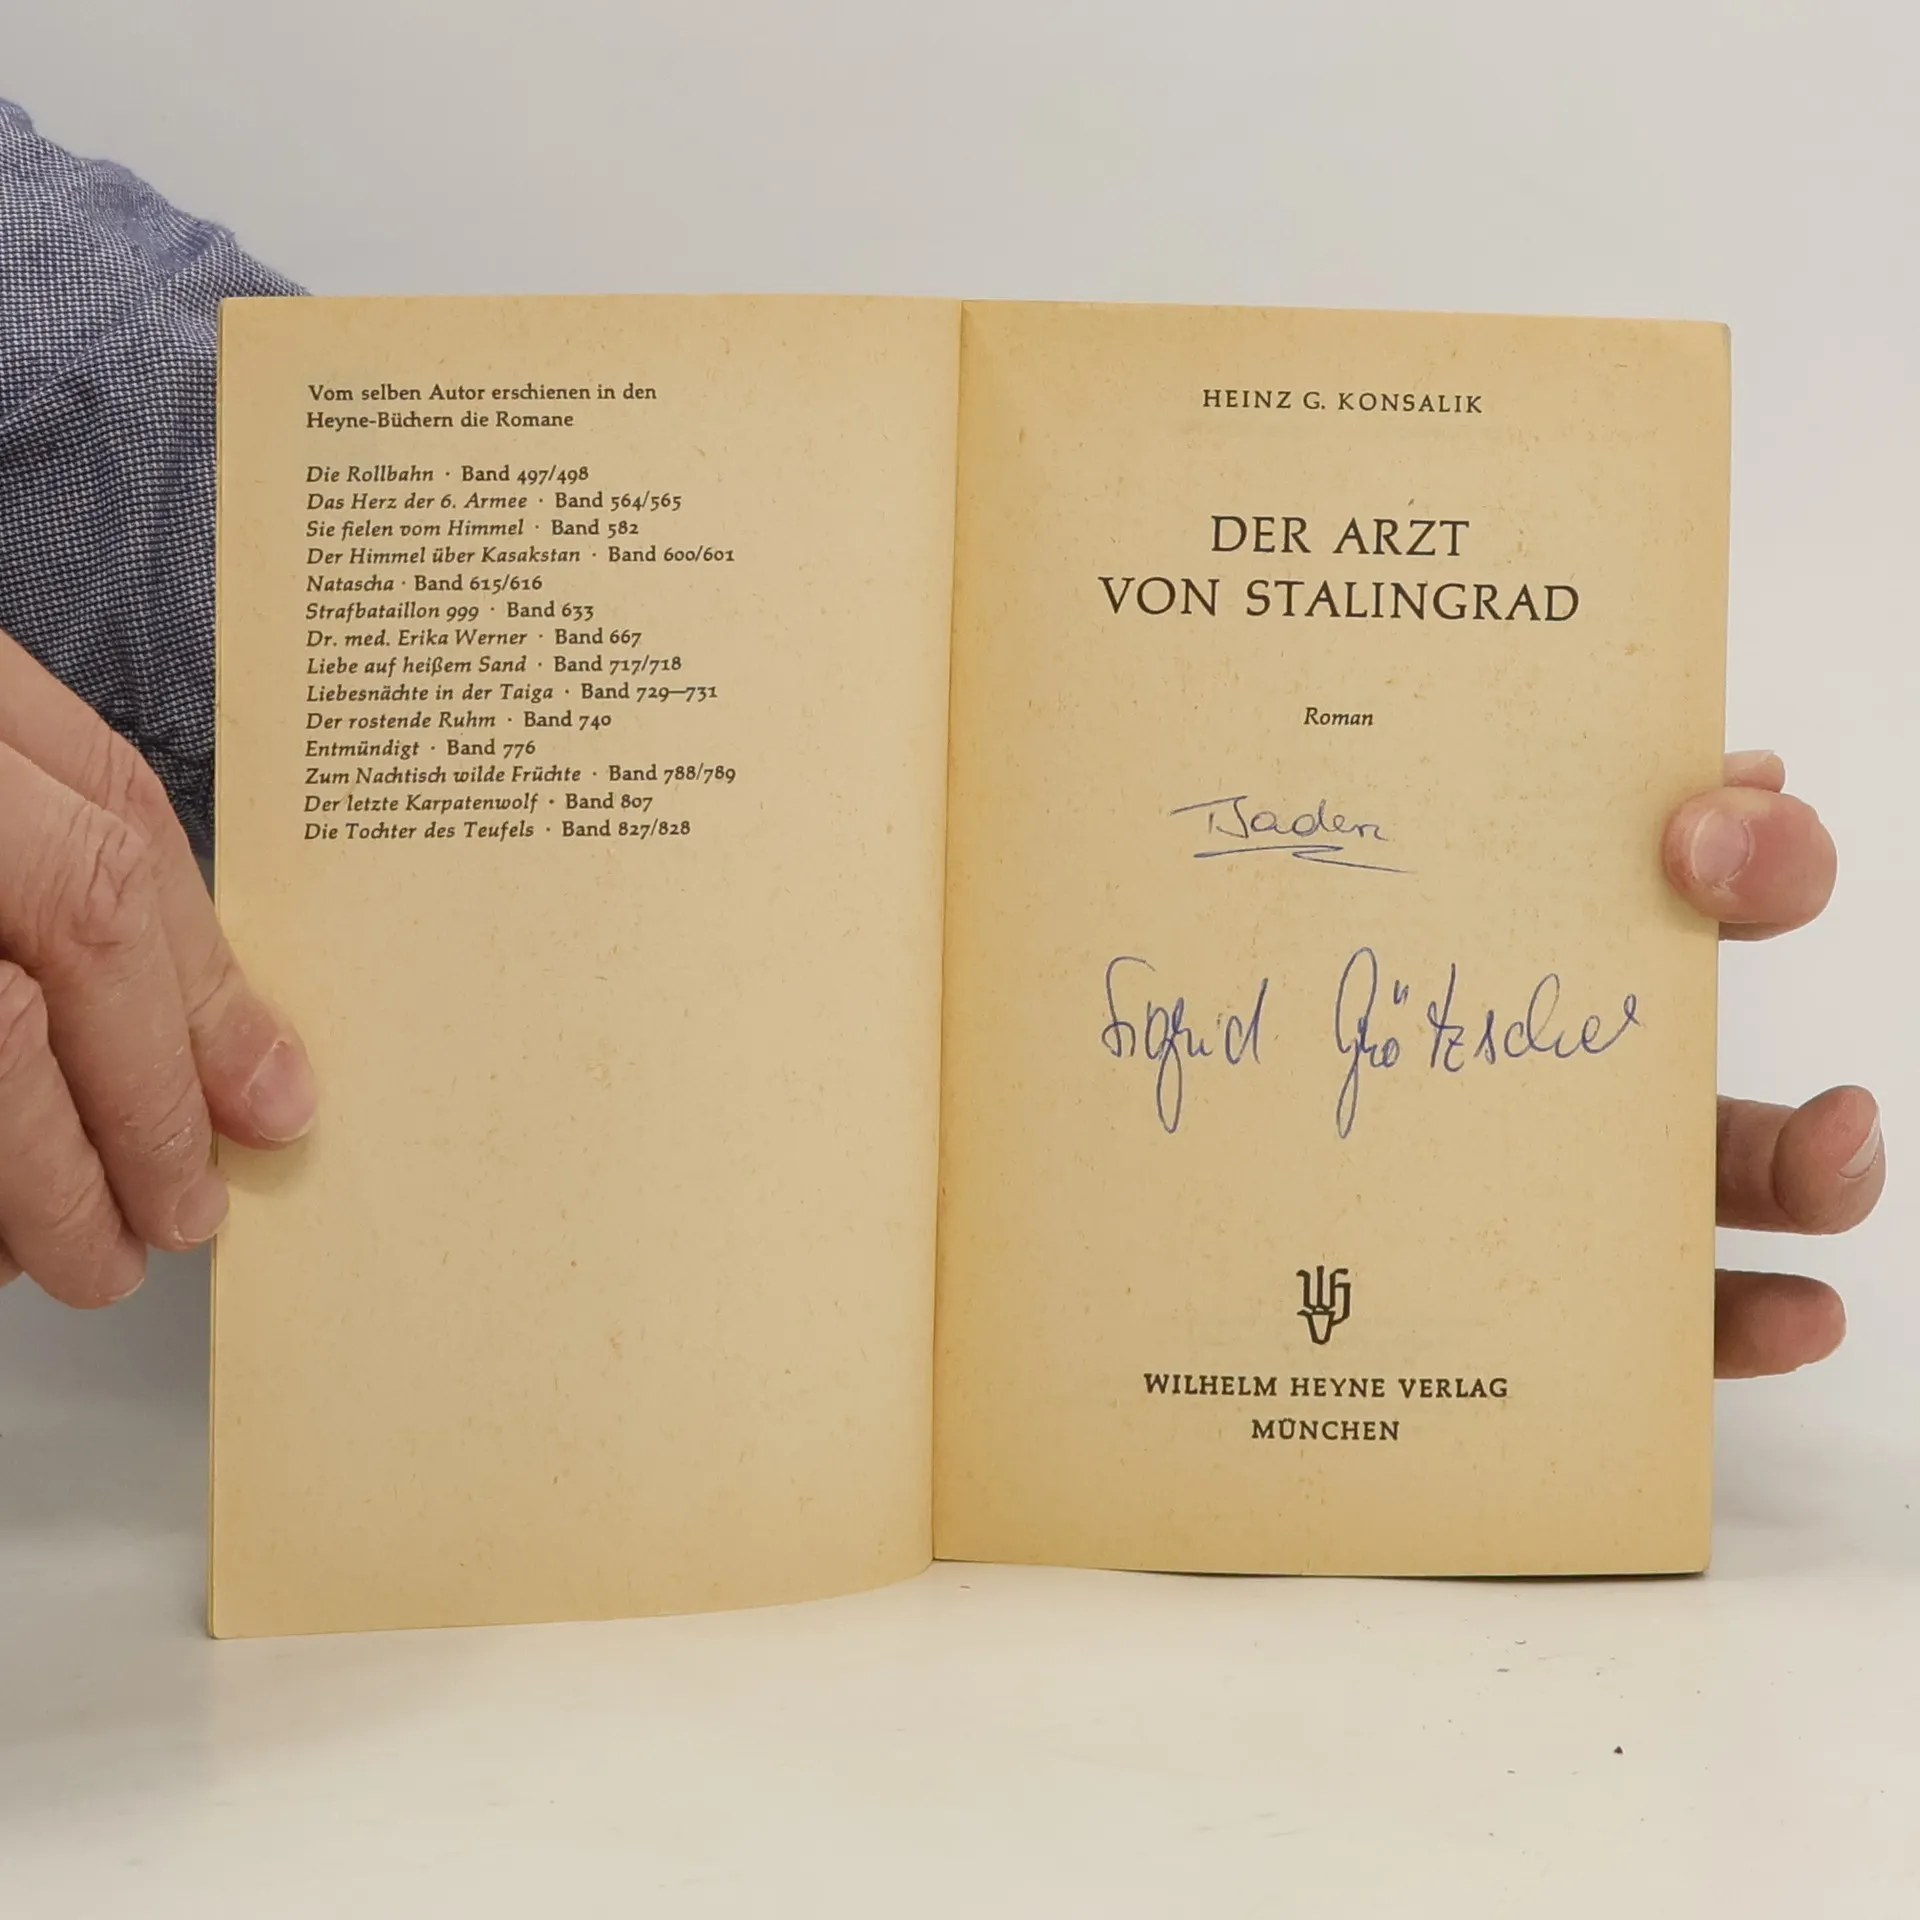 Vom selben Autor erschienen in den
Heyne-Büchern die Romane
Die Rollbahn · Band 497/498
Das Herz der 6. Armee · Band 564/565
Sie fielen vom Himmel · Band 582
Der Himmel über Kasakstan · Band 600/601
Natascha · Band 615/616
Strafbataillon 999 · Band 633
Dr. med. Erika Werner · Band 667
Liebe auf heißem Sand · Band 717/718
Liebesnächte in der Taiga · Band 729—731
Der rostende Ruhm · Band 740
Entmündigt · Band 776
Zum Nachtisch wilde Früchte · Band 788/789
Der letzte Karpatenwolf · Band 807
Die Tochter des Teufels · Band 827/828
HEINZ G. KONSALIK
DER ARZT
VON STALINGRAD
Roman
Sigrid
WILHELM HEYNE VERLAG
MÜNCHEN